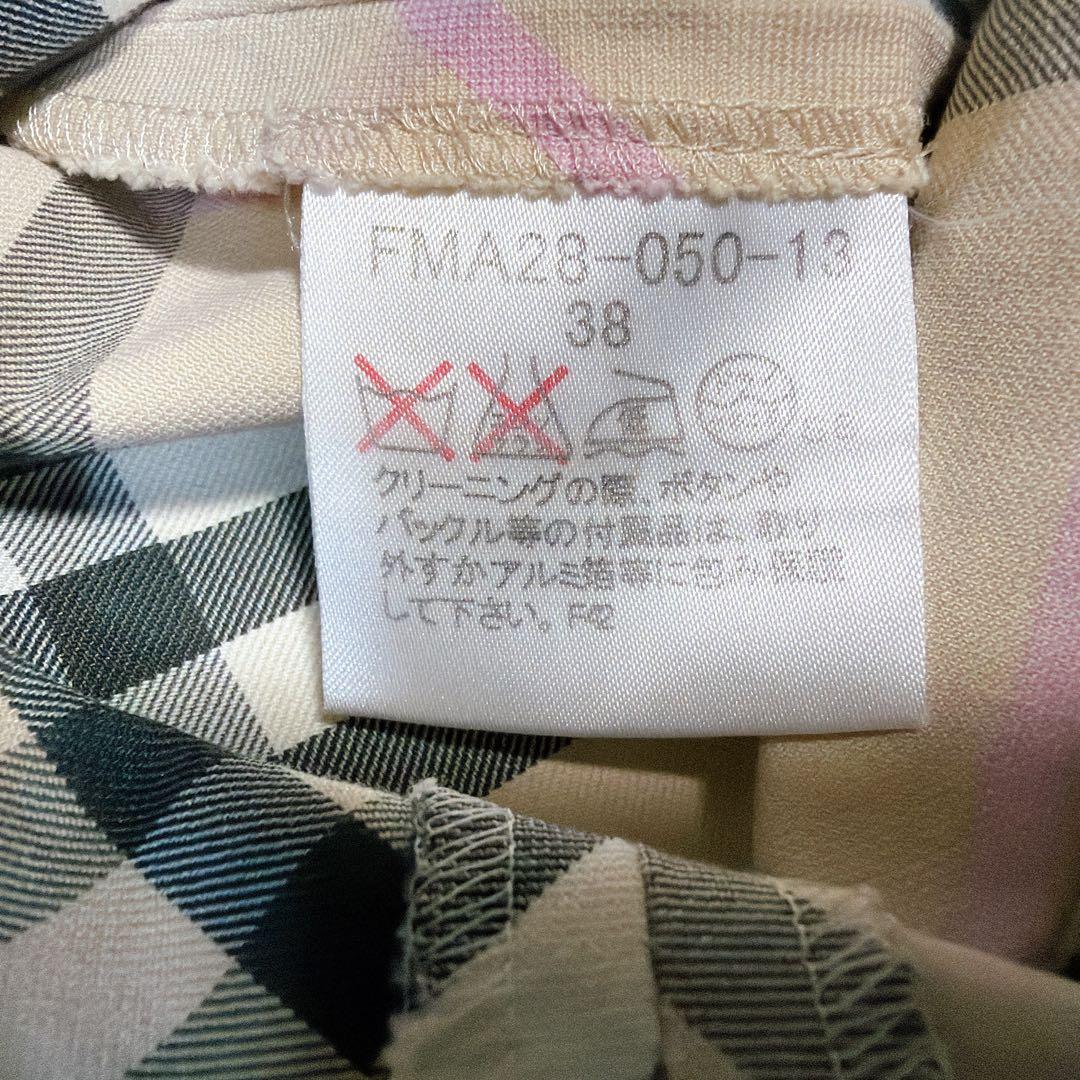 FMA28-050-13
38
クリーニングの際、ボタンや
バックル等の付属品は、取り
外すかアルミ箔等に包み保護
して下さい。FQ